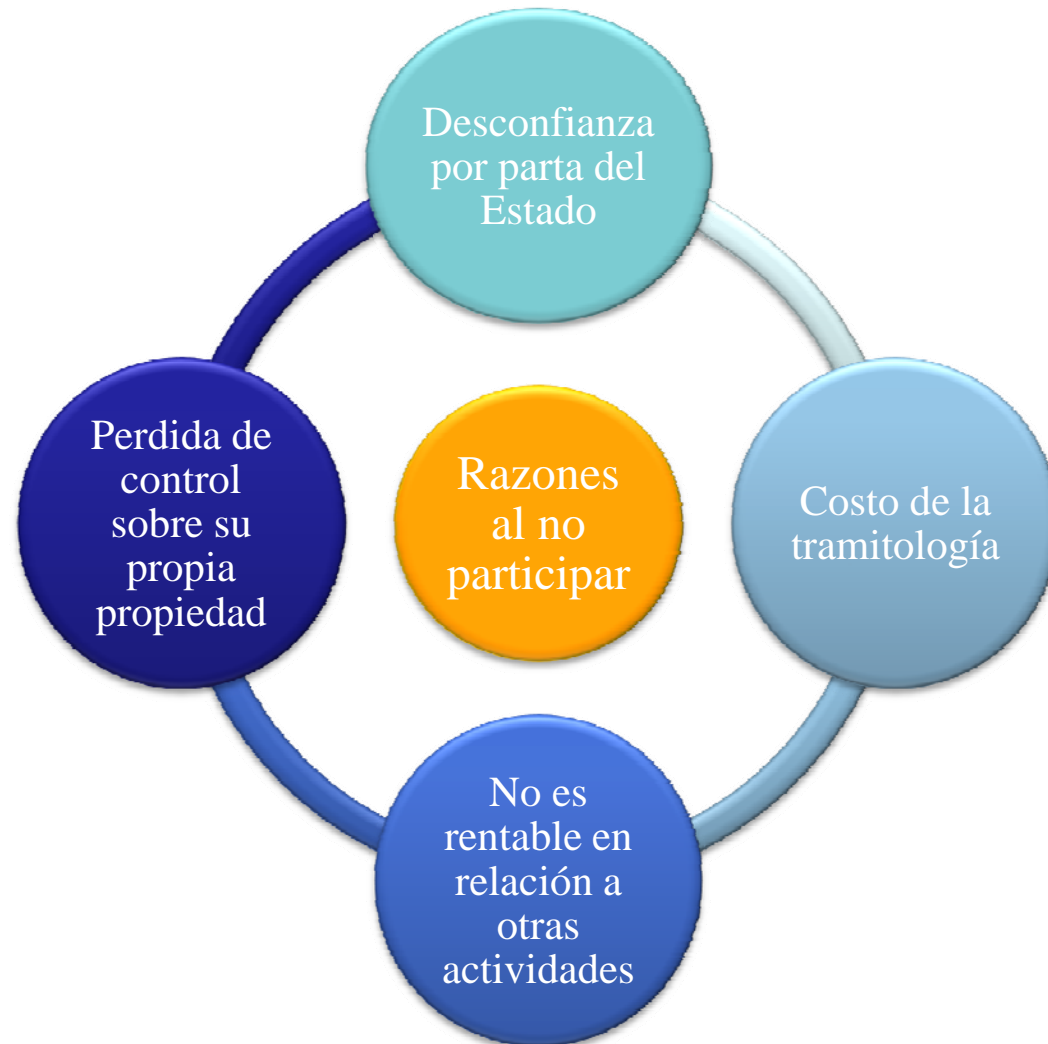 Desconfianza
por parta del
Estado
Perdida de
control
sobre su
propia
propiedad
Razones
al no
participar
Costo de la
tramitología
No es
rentable en
relación a
otras
actividades